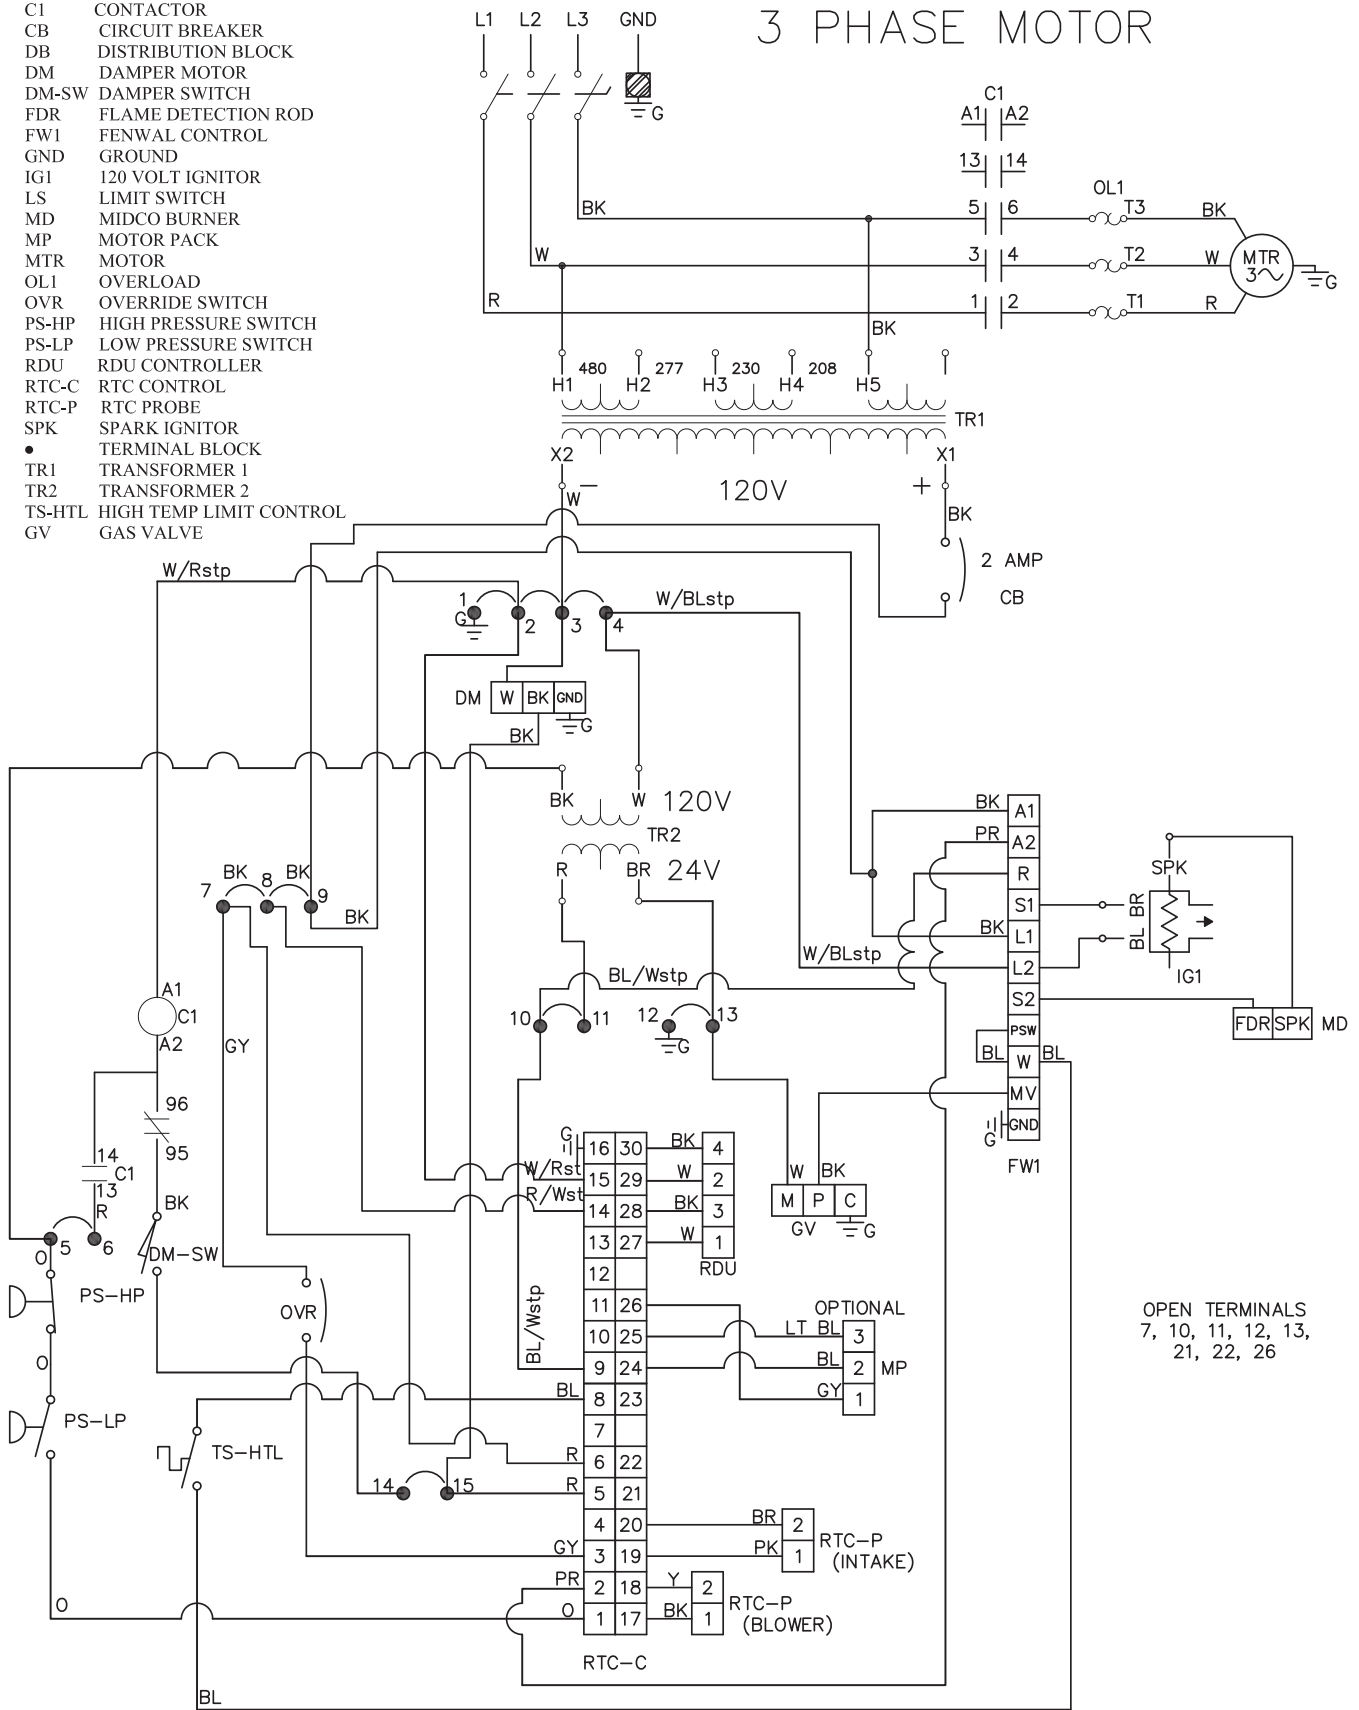 C1 CONTACTOR
CB CIRCUIT BREAKER
DB DISTRIBUTION BLOCK
DM DAMPER MOTOR
DM-SW DAMPER SWITCH
FDR FLAME DETECTION ROD
FW1 FENWAL CONTROL
GND GROUND
IG1 120 VOLT IGNITOR
LS LIMIT SWITCH
MD MIDCO BURNER
MP MOTOR PACK
MTR MOTOR
OL1 OVERLOAD
OVR OVERRIDE SWITCH
PS-HP HIGH PRESSURE SWITCH
PS-LP LOW PRESSURE SWITCH
RDU RDU CONTROLLER
RTC-C RTC CONTROL
RTC-P RTC PROBE
SPK SPARK IGNITOR
● TERMINAL BLOCK
TR1 TRANSFORMER 1
TR2 TRANSFORMER 2
TS-HTL HIGH TEMP LIMIT CONTROL
GV GAS VALVE
3 PHASE MOTOR
L1 L2 L3 GND
G
C1
A1 A2
13 14
OL1
BK 5 6 T3 BK
W 3 4 T2 W
MTR
3
G
R 1 2 T1 R
BK
480 277 230 208
H1 H2 H3 H4 H5
TR1
X2 X1
− 120V +
W BK
2 AMP
CB
W/Rstp
1 G 2 3 4
W/BLstp
DM W BK GND
G
BK
BK W 120V
TR2
R BR 24V
7 BK 8 BK 9
BK
GY
BK A1
PR A2
R
S1 BR
BK L1
W/BLstp L2 BL
S2
PSW
BL W BL
MV
G GND
FW1
SPK
IG1
FDR SPK MD
BL/Wstp
10 11 12 13
G
A1
C1
A2
96
95
14
C1
13
R
BK
5 6
DM-SW
O
PS-HP
O
PS-LP
O
OVR
TS-HTL
BL
14 15
W/Rst
R/Wst
BL/Wstp
G 16 30 BK 4
15 29 W 2
14 28 BK 3
13 27 W 1
RDU
12
11 26
10 25 LT BL 3
9 24 BL 2 MP
BL 8 23 GY 1
OPTIONAL
7
R 6 22
R 5 21
4 20 BR 2
GY 3 19 PK 1
RTC-P
(INTAKE)
PR 2 18 Y 2
O 1 17 BK 1
RTC-P
(BLOWER)
RTC-C
W BK
M P C
GV G
OPEN TERMINALS
7, 10, 11, 12, 13,
21, 22, 26